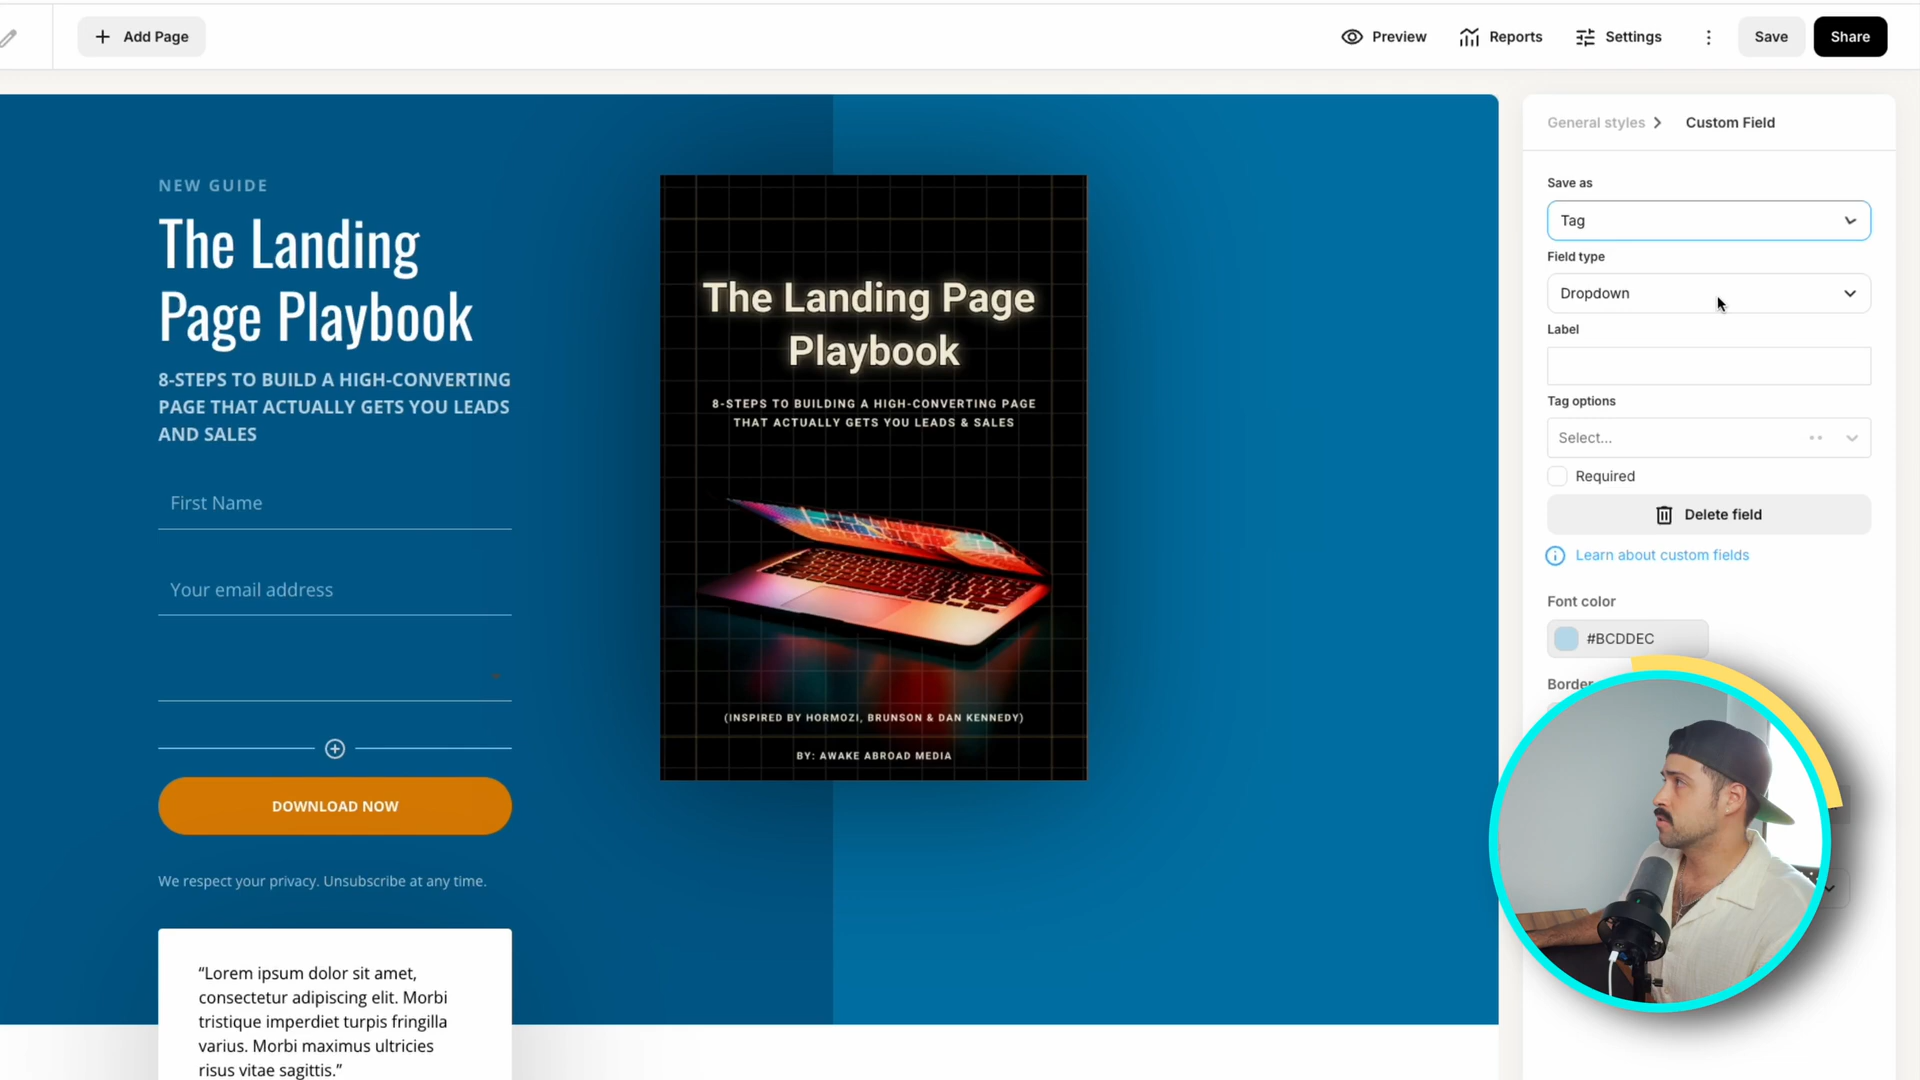 Add Page
Preview
Reports
Settings
Save
Share
NEW GUIDE
The Landing
Page Playbook
8-STEPS TO BUILD A HIGH-CONVERTING
PAGE THAT ACTUALLY GETS YOU LEADS
AND SALES
First Name
Your email address
DOWNLOAD NOW
We respect your privacy. Unsubscribe at any time.
“Lorem ipsum dolor sit amet,
consectetur adipiscing elit. Morbi
tristique imperdiet turpis fringilla
varius. Morbi maximus ultricies
risus vitae sagittis.”
The Landing Page
Playbook
8-STEPS TO BUILDING A HIGH-CONVERTING PAGE
THAT ACTUALLY GETS YOU LEADS & SALES
(INSPIRED BY HORMOZI, BRUNSON & DAN KENNEDY)
BY: AWAKE ABROAD MEDIA
General styles
Custom Field
Save as
Tag
Field type
Dropdown
Label
Tag options
Select...
Required
Delete field
Learn about custom fields
Font color
#BCDDEC
Border